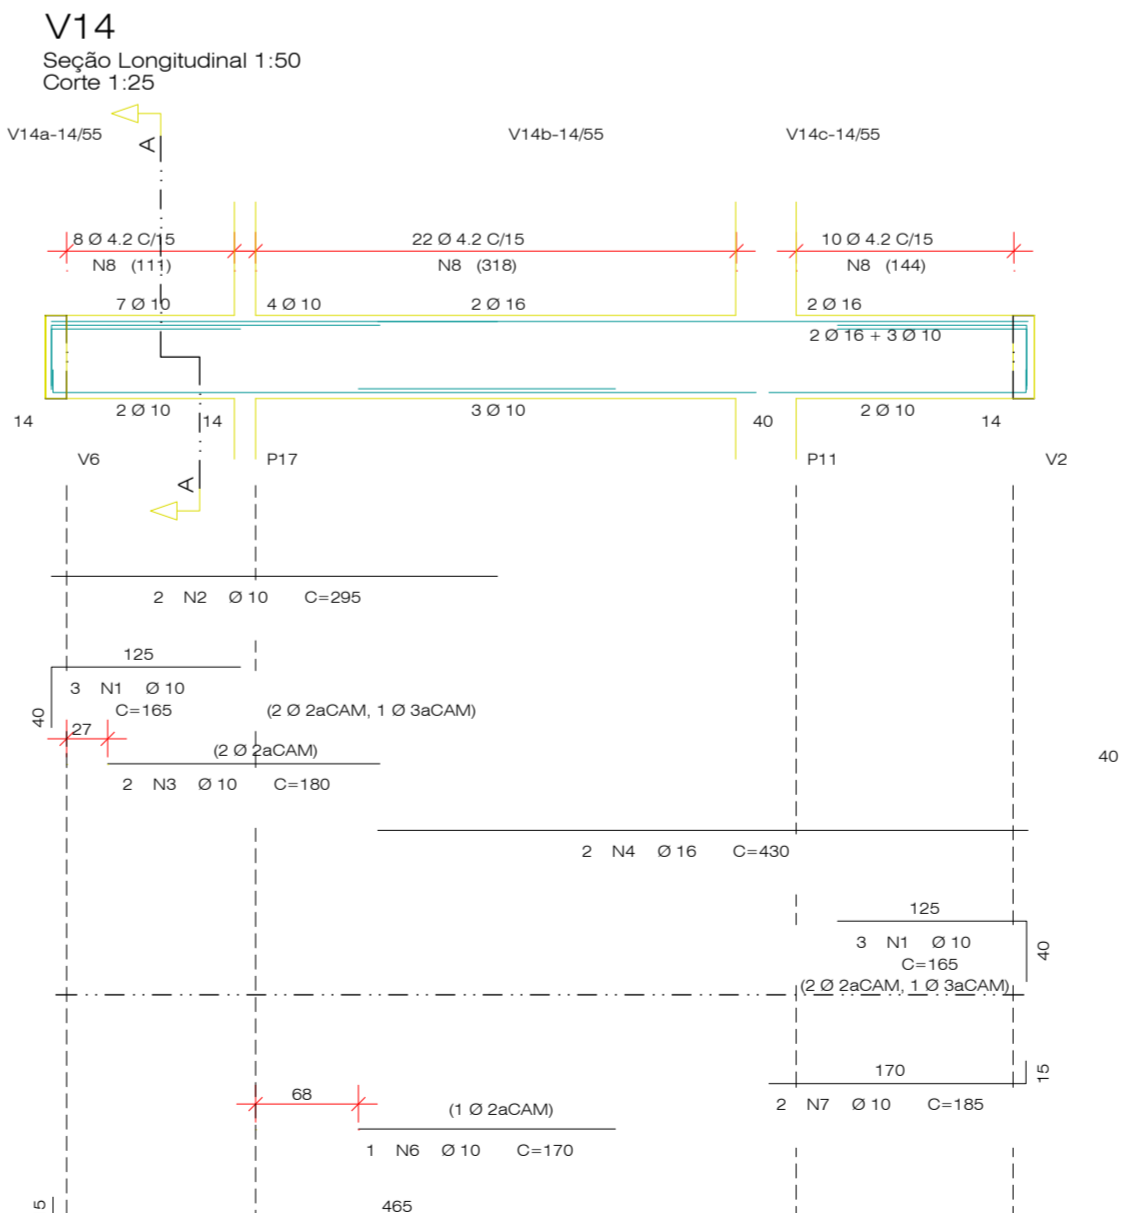 V14
Seção Longitudinal 1:50
Corte 1:25
V14a-14/55 V14b-14/55 V14c-14/55
A
8 Ø 4.2 C/15 22 Ø 4.2 C/15 10 Ø 4.2 C/15
N8 (111) N8 (318) N8 (144)
7 Ø 10 4 Ø 10 2 Ø 16 2 Ø 16
2 Ø 16 + 3 Ø 10
2 Ø 10 3 Ø 10 2 Ø 10
14 14 40 14
V6 P17 P11 V2
A
2 N2 Ø 10 C=295
125
3 N1 Ø 10
C=165 (2 Ø 2aCAM, 1 Ø 3aCAM)
40
27
(2 Ø 2aCAM)
2 N3 Ø 10 C=180
40
2 N4 Ø 16 C=430
125
3 N1 Ø 10
40
C=165
(2 Ø 2aCAM, 1 Ø 3aCAM)
170
15
68
(1 Ø 2aCAM)
2 N7 Ø 10 C=185
1 N6 Ø 10 C=170
5
465